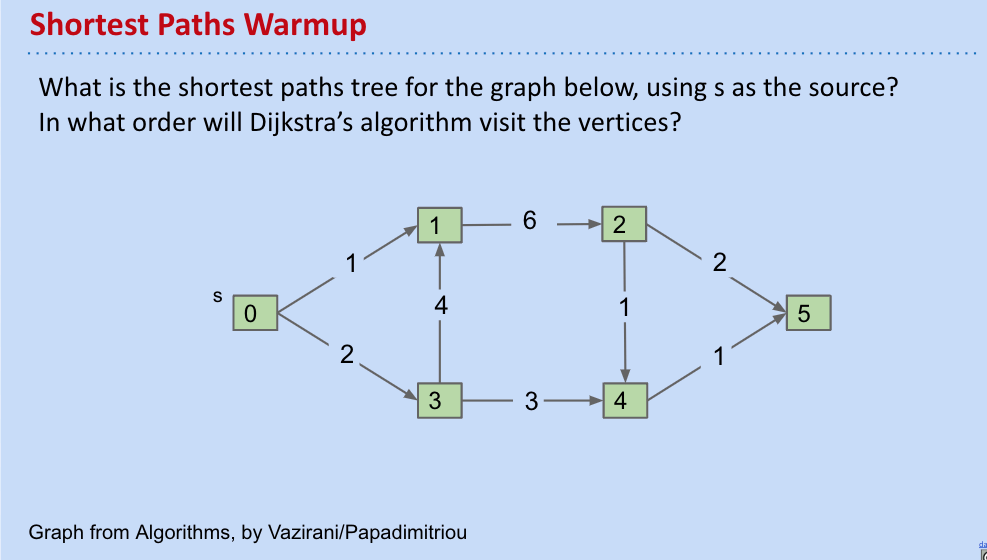 Shortest Paths Warmup
What is the shortest paths tree for the graph below, using s as the source?
In what order will Dijkstra’s algorithm visit the vertices?
1
6
2
1
2
s
4
1
0
5
2
1
3
3
4
Graph from Algorithms, by Vazirani/Papadimitriou
da